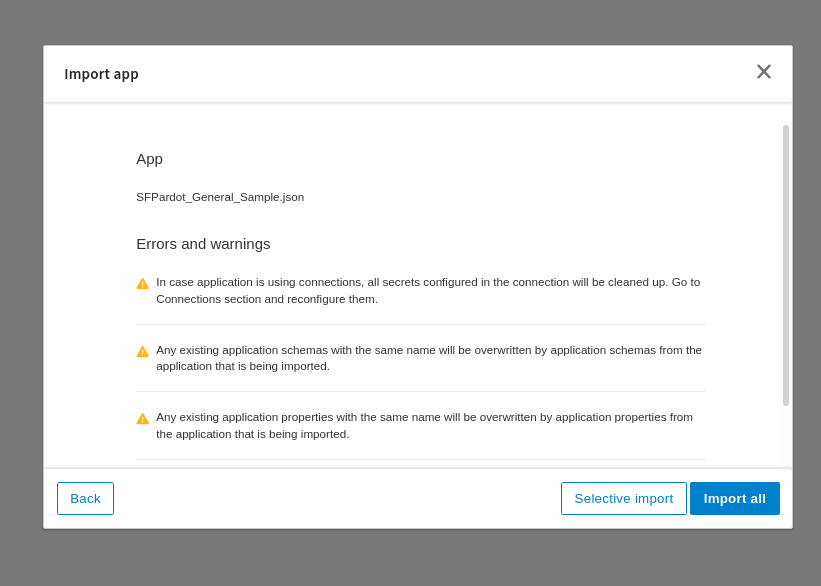 Import app
App
SFPardot_General_Sample.json
Errors and warnings
In case application is using connections, all secrets configured in the connection will be cleaned up. Go to
Connections section and reconfigure them.
Any existing application schemas with the same name will be overwritten by application schemas from the
application that is being imported.
Any existing application properties with the same name will be overwritten by application properties from
the application that is being imported.
Back
Selective import
Import all